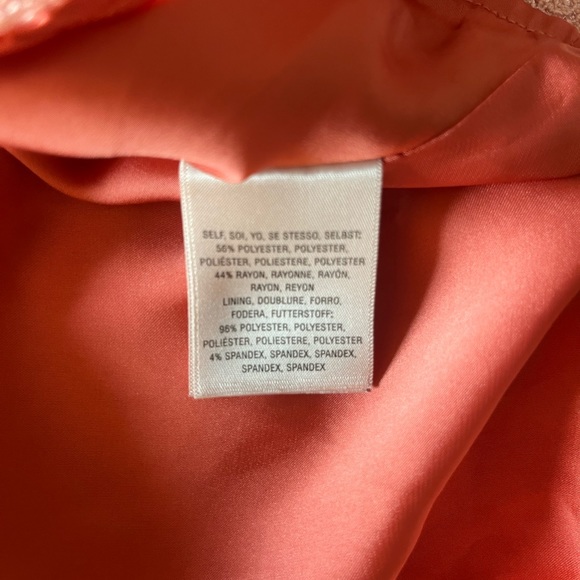 SELF, SOI, YO, SE STESSO, SELBST;
56% POLYESTER, POLYESTER,
POLIÉSTER, POLIESTERE, POLYESTER
44% RAYON, RAYONNE, RAYÓN,
RAYON, REYON
LINING, DOUBLURE, FORRO,
FODERA, FUTTERSTOFF;
96% POLYESTER, POLYESTER,
POLIÉSTER, POLIESTERE, POLYESTER
4% SPANDEX, SPANDEX, SPANDEX,
SPANDEX, SPANDEX